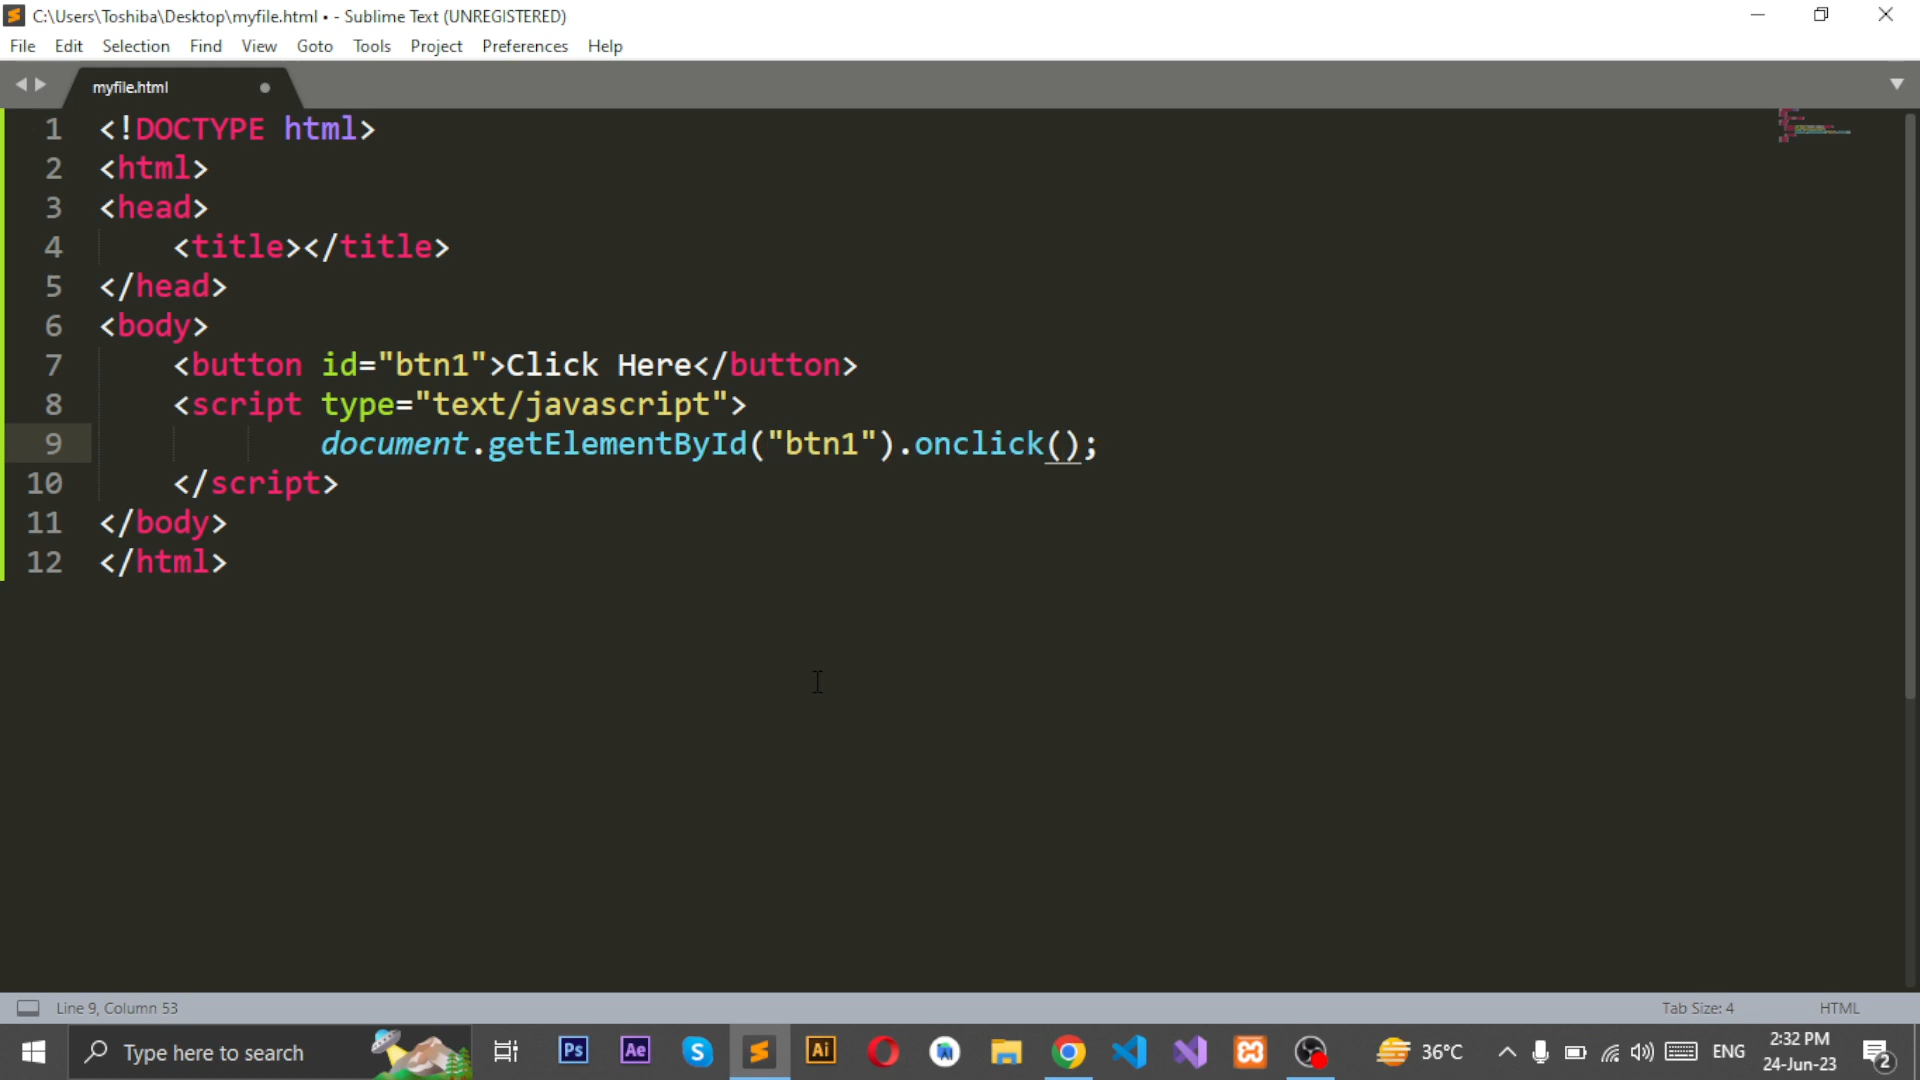 C:\Users\Toshiba\Desktop\myfile.html • - Sublime Text (UNREGISTERED)
File Edit Selection Find View Goto Tools Project Preferences Help
myfile.html
1 <!DOCTYPE html>
2 <html>
3 <head>
4 <title></title>
5 </head>
6 <body>
7 <button id="btn1">Click Here</button>
8 <script type="text/javascript">
9 document.getElementById("btn1").onclick();
10 </script>
11 </body>
12 </html>
Line 9, Column 53 Tab Size: 4 HTML
Type here to search Ps Ae S Ai 36°C ENG 2:32 PM
24-Jun-23 2